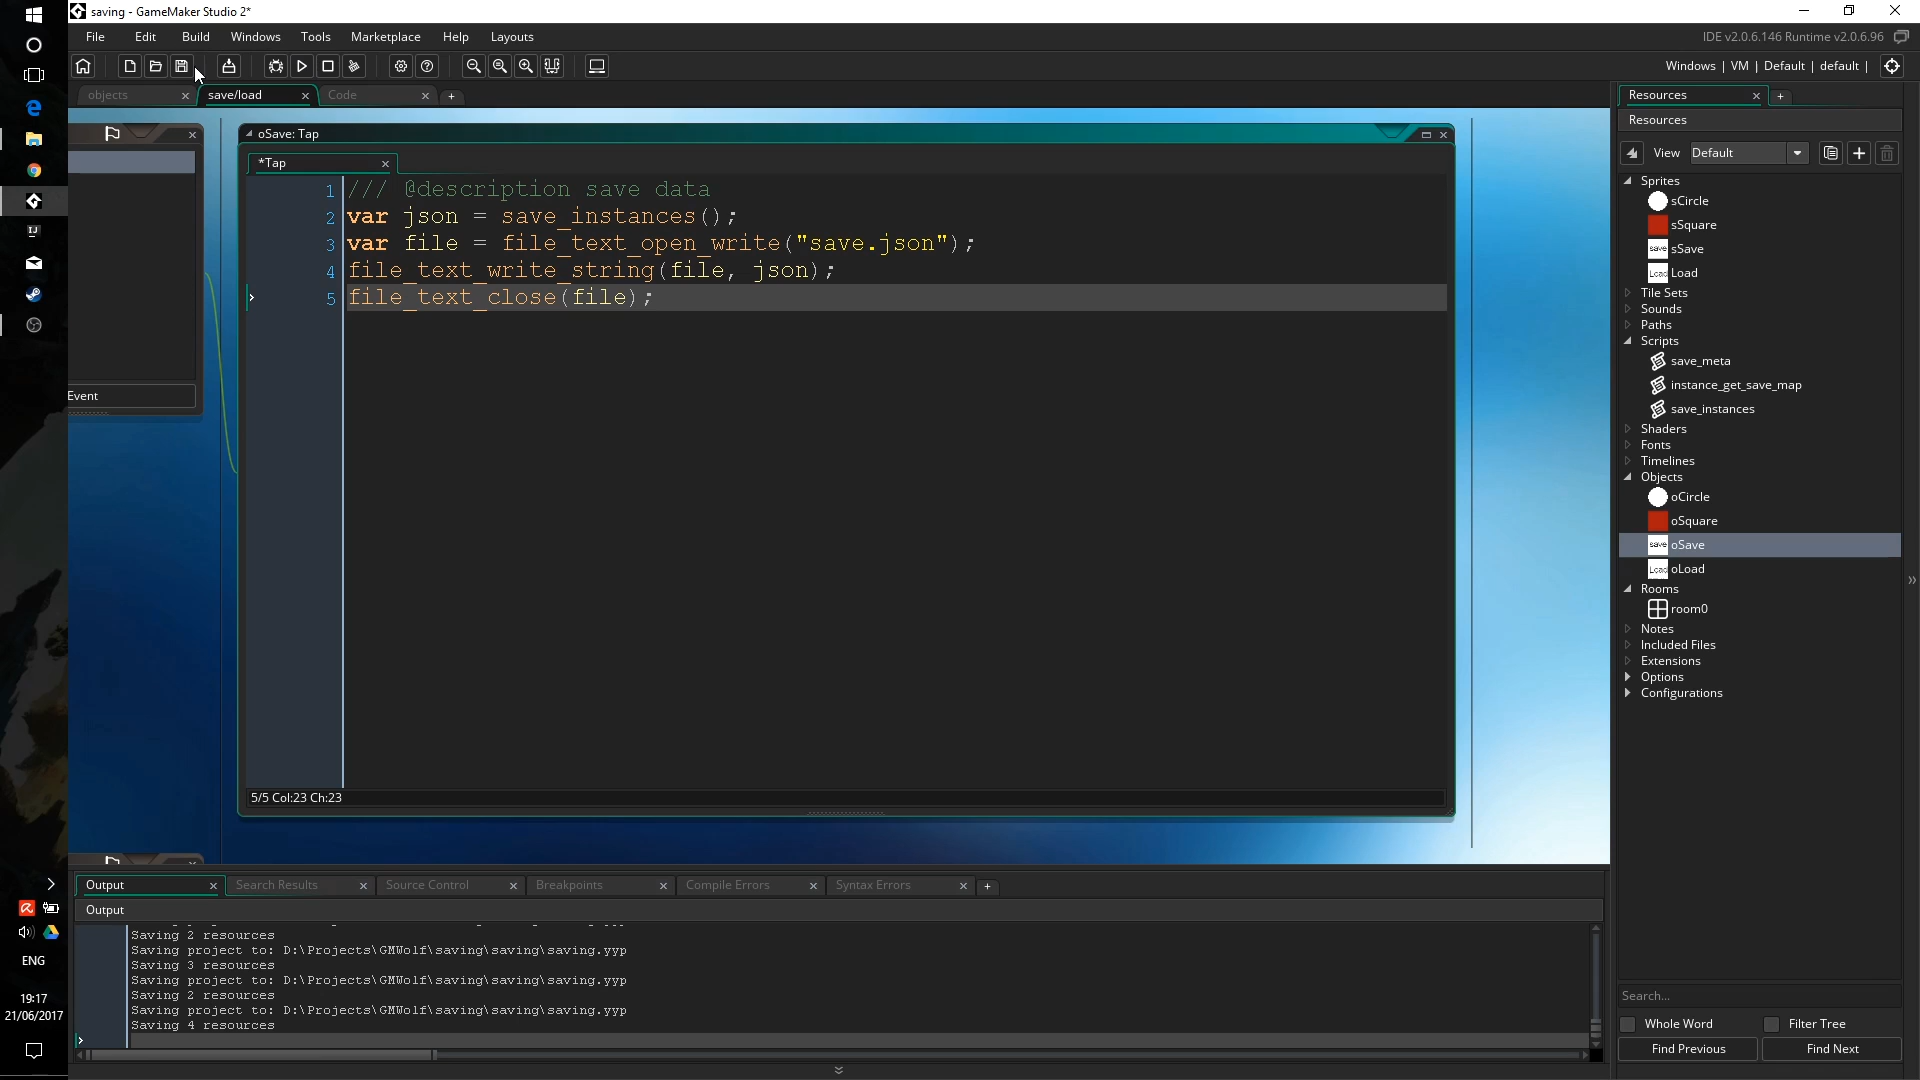 saving - GameMaker Studio 2*
File Edit Build Windows Tools Marketplace Help Layouts
IDE v2.0.6.146 Runtime v2.0.6.96
Windows | VM | Default | default |
objects save/load Code
Resources
Resources
oSave: Tap
*Tap
View Default
1 /// @description save data
2 var json = save_instances();
3 var file = file_text_open_write("save.json");
4 file_text_write_string(file, json);
5 file_text_close(file);
Event
5/5 Col:23 Ch:23
Sprites
sCircle
sSquare
save sSave
Load Load
Tile Sets
Sounds
Paths
Scripts
save_meta
instance_get_save_map
save_instances
Shaders
Fonts
Timelines
Objects
oCircle
oSquare
save oSave
Load oLoad
Rooms
room0
Notes
Included Files
Extensions
Options
Configurations
Output Search Results Source Control Breakpoints Compile Errors Syntax Errors
Output
Saving 2 resources
Saving project to: D:\Projects\GMWolf\saving\saving\saving.yyp
Saving 3 resources
Saving project to: D:\Projects\GMWolf\saving\saving\saving.yyp
Saving 2 resources
Saving project to: D:\Projects\GMWolf\saving\saving\saving.yyp
Saving 4 resources
Search...
Whole Word Filter Tree
Find Previous Find Next
ENG
19:17
21/06/2017